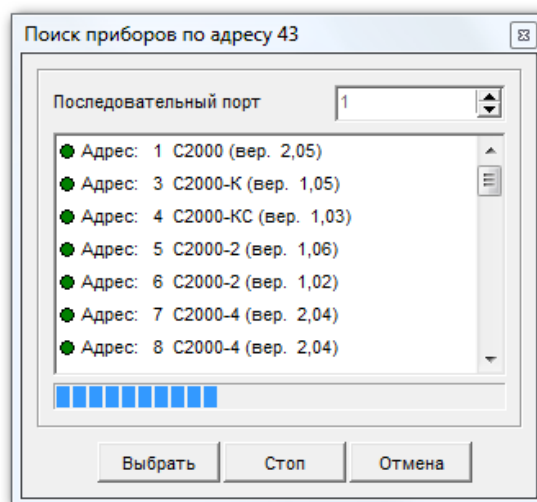 Поиск приборов по адресу 43
Последовательный порт 1
Адрес: 1 С2000 (вер. 2,05)
Адрес: 3 С2000-К (вер. 1,05)
Адрес: 4 С2000-КС (вер. 1,03)
Адрес: 5 С2000-2 (вер. 1,06)
Адрес: 6 С2000-2 (вер. 1,02)
Адрес: 7 С2000-4 (вер. 2,04)
Адрес: 8 С2000-4 (вер. 2,04)
Выбрать Стоп Отмена